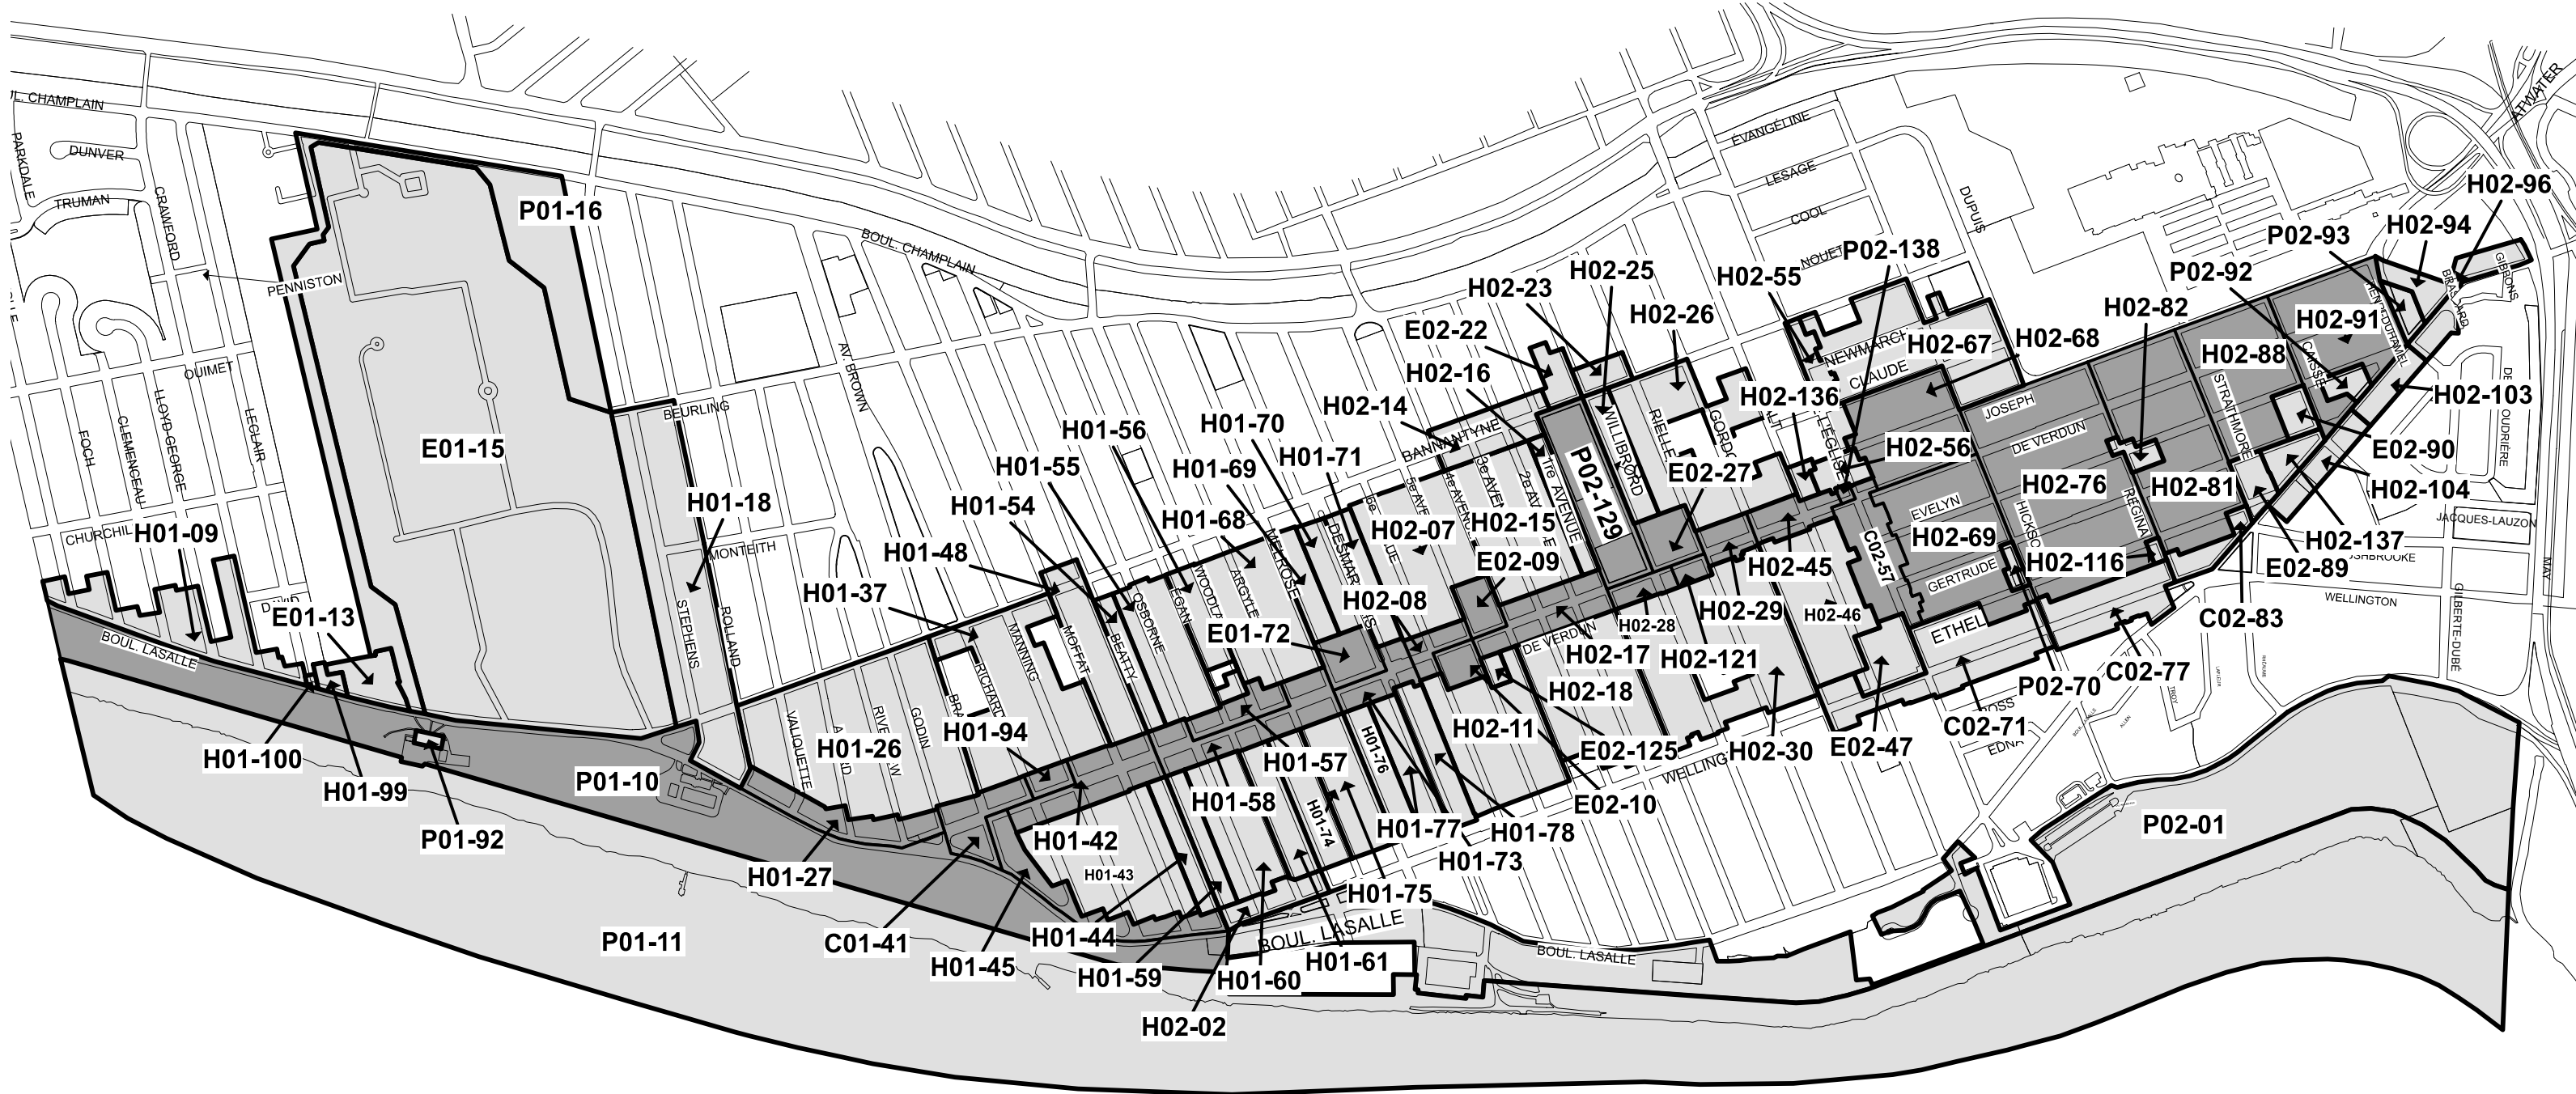 BOUL. CHAMPLAIN
ATWATER
PARKDALE
DUNVER
TRUMAN
CRAWFORD
PENNISTON
P01-16
BOUL. CHAMPLAIN
ÉVANGÉLINE
LESAGE
COOL
NOUET
DUPUIS
P02-138
H02-96
H02-94
P02-93
P02-92
GIBBONS
H02-25
H02-55
H02-23
H02-26
E02-22
H02-82
H02-91
H02-67
H02-68
NEWMARCH
CLAUDE
H02-88
CAISSE
OUIMET
LECLAIR
LLOYD-GEORGE
CLEMENCEAU
FOCH
AV. BROWN
BEURLING
H02-16
H02-14
H02-136
H02-103
JOSEPH
STRATHMORE
H01-56
H01-70
H01-55
H01-69
H01-71
BANNANTYNE
WILLIBRORD
RIELLE
DE VERDUN
H02-56
E02-90
E01-15
H01-18
H01-54
H01-68
H02-07
H02-15
1re AVENUE
P02-129
E02-27
H02-76
H02-81
H02-104
REGINA
EVELYN
JACQUES-LAUZON
MAY
CHURCHIL
H01-09
MONTEITH
H01-48
H01-37
MELROSE
E02-09
C02-57
H02-69
H02-137
H02-45
GERTRUDE
H02-116
E02-89
WELLINGTON
GILBERTE-DUBÉ
E01-13
STEPHENS
ROLLAND
MANNING
MOFFAT
BEATTY
OSBORNE
ARGYLE
E01-72
H02-08
DE VERDUN
H02-28
H02-29
H02-46
ETHEL
C02-83
BOUL. LASALLE
H02-17
H02-121
C02-77
P02-70
RICHARD
H02-18
VALIQUETTE
GODIN
H01-26
H01-94
H02-11
C02-71
H01-100
H01-99
P01-10
H01-57
H01-76
E02-125
H02-30
E02-47
EDNA
P01-92
H01-58
H01-74
E02-10
H01-42
H01-77
H01-78
P02-01
H01-27
H01-43
H01-73
H01-75
P01-11
C01-41
H01-44
BOUL. LASALLE
BOUL. LASALLE
H01-45
H01-59
H01-60
H01-61
H02-02